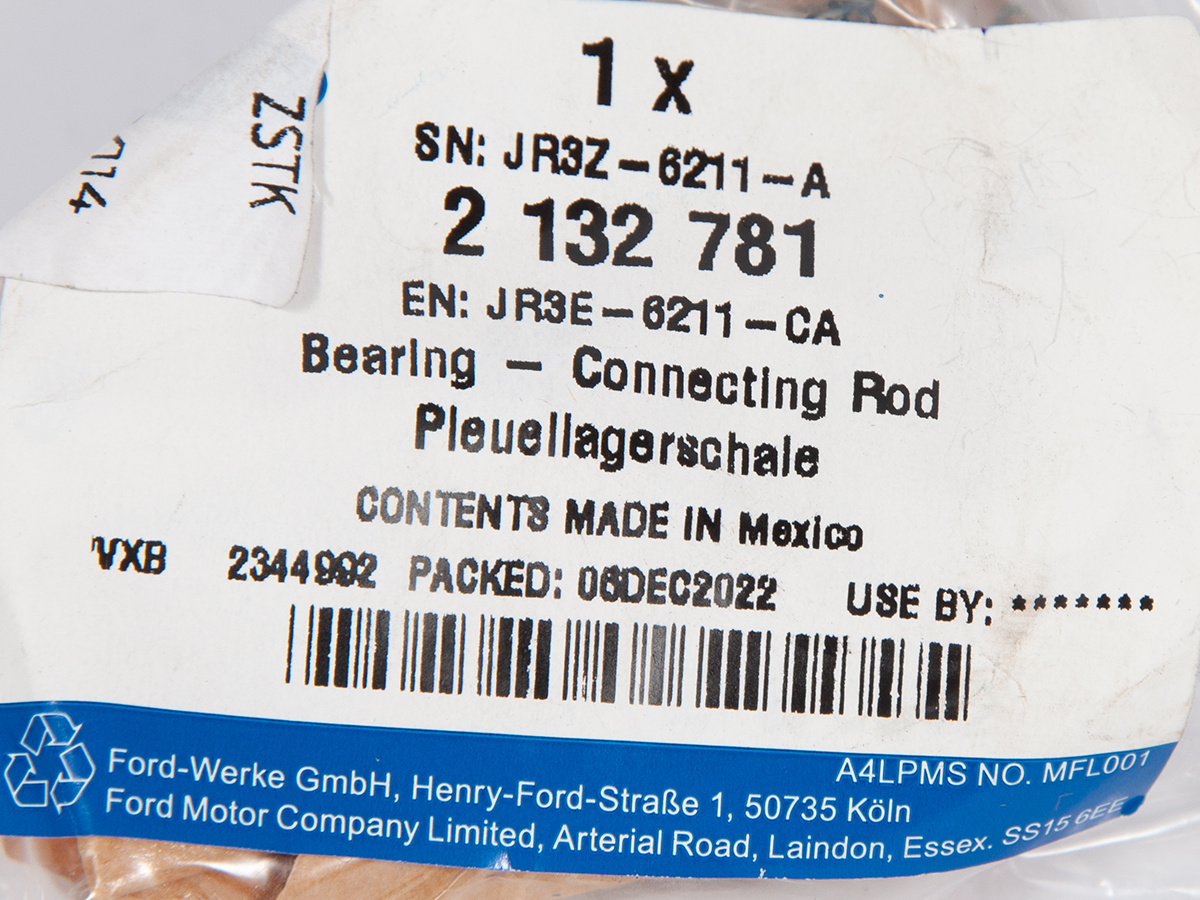 1 x
SN: JR3Z-6211-A
2 132 781
EN: JR3E-6211-CA
Bearing - Connecting Rod
Pleuellagerschale
CONTENTS MADE IN Mexico
VXB 2344992 PACKED: 06DEC2022 USE BY: *******
A4LPMS NO. MFL001
Ford-Werke GmbH, Henry-Ford-Straße 1, 50735 Köln
Ford Motor Company Limited, Arterial Road, Laindon, Essex. SS15 6EE
ZSTK